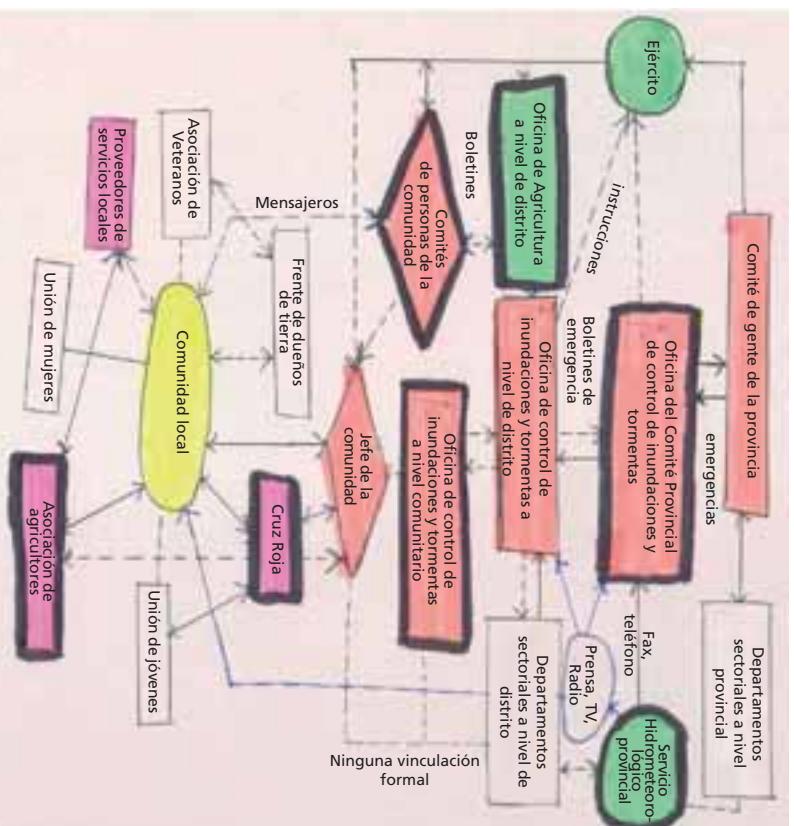 Comité de gente de la provincia
Departamentos
sectoriales a nivel
provincial
emergencias
Ejército
Oficina del Comité Provincial
de control de inundaciones y
tormentas
Fax,
teléfono
Servicio
Hidrometeoro-
lógico
provincial
instrucciones
Boletines de
emergencia
Prensa, TV,
Radio
Oficina de Agricultura
a nivel de distrito
Oficina de control de
inundaciones y tormentas a
nivel de distrito
Departamentos
sectoriales a nivel de
distrito
Boletines
Comités
de personas de la
comunidad
Oficina de control de
inundaciones y tormentas
a nivel comunitario
Ninguna vinculación
formal
Jefe de la
comunidad
Mensajeros
Frente de dueños
de tierra
Cruz Roja
Asociación de
Veteranos
Comunidad local
Unión de jóvenes
Proveedores de
servicios locales
Unión de mujeres
Asociación de
agricultores